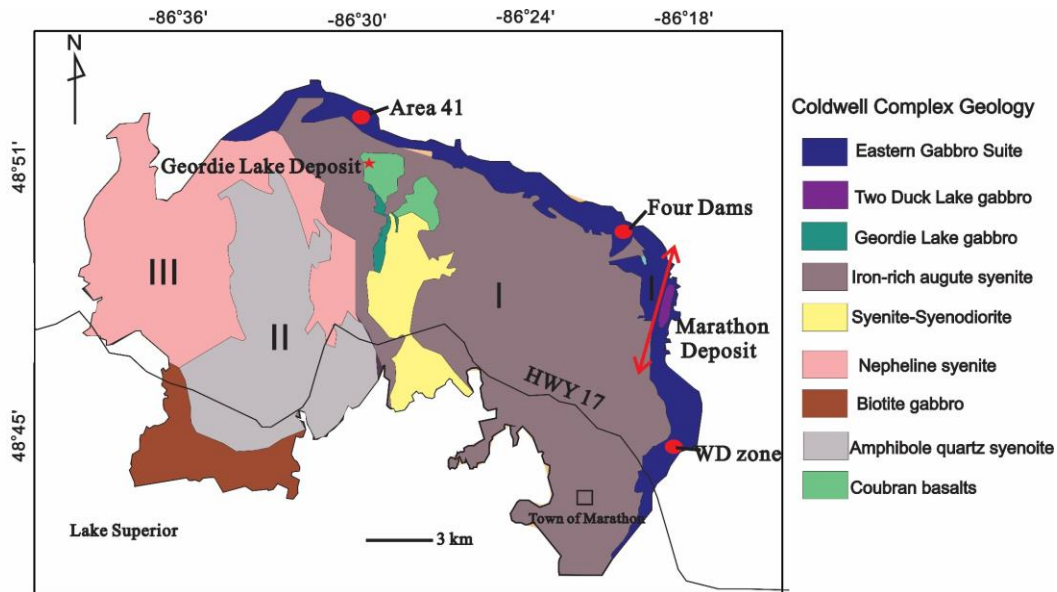 -86°36'
-86°30'
-86°24'
-86°18'
N
48°51'
48°45'
Area 41
Geordie Lake Deposit
Four Dams
III
II
I
I
Marathon
Deposit
HWY 17
WD zone
Town of Marathon
Lake Superior
3 km
Coldwell Complex Geology
Eastern Gabbro Suite
Two Duck Lake gabbro
Geordie Lake gabbro
Iron-rich augute syenite
Syenite-Syenodiorite
Nepheline syenite
Biotite gabbro
Amphibole quartz syenoite
Coubran basalts